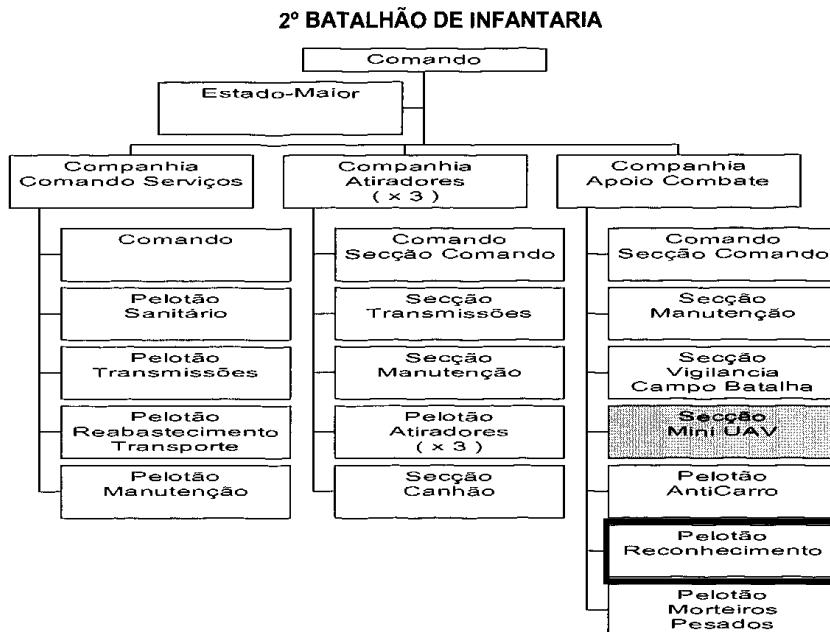 2º BATALHÃO DE INFANTARIA
Comando
Estado-Maior
Companhia
Comando Serviços
Companhia
Atiradores
( x 3 )
Companhia
Apoio Combate
Comando
Pelotão
Sanitário
Pelotão
Transmissões
Pelotão
Reabastecimento
Transporte
Pelotão
Manutenção
Comando
Secção Comando
Secção
Transmissões
Secção
Manutenção
Pelotão
Atiradores
( x 3 )
Secção
Canhão
Comando
Secção Comando
Secção
Manutenção
Secção
Vigilancia
Campo Batalha
Secção
Mini UAV
Pelotão
AntiCarro
Pelotão
Reconhecimento
Pelotão
Morteiros
Pesados